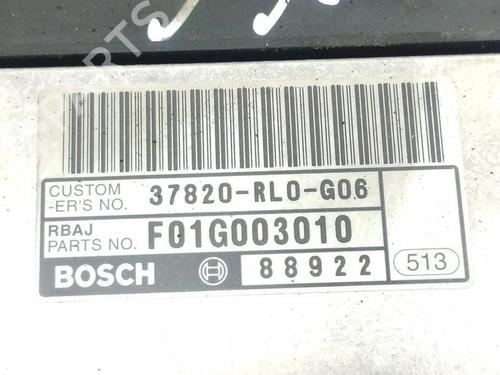 CUSTOM
-ER'S NO. 37820-RL0-G06
RBAJ
PARTS NO. F01G003010
BOSCH 88922 513